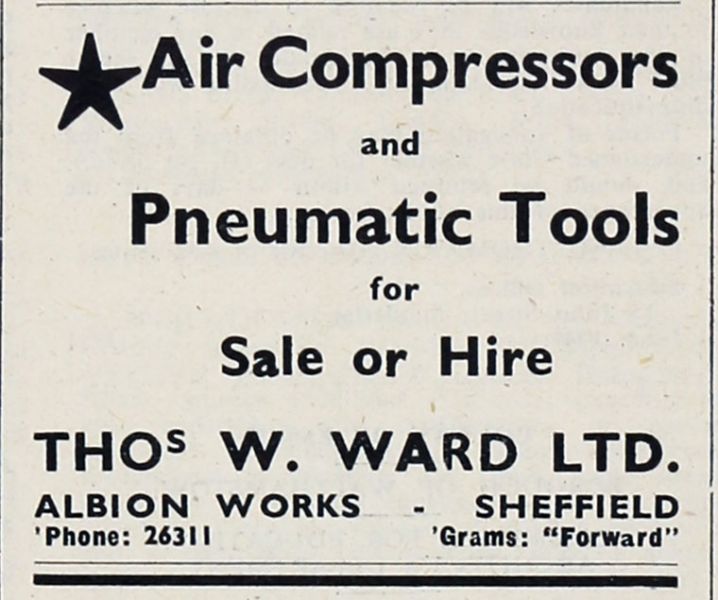 Air Compressors
and
Pneumatic Tools
for
Sale or Hire
THOS W. WARD LTD.
ALBION WORKS - SHEFFIELD
'Phone: 26311 'Grams: "Forward"